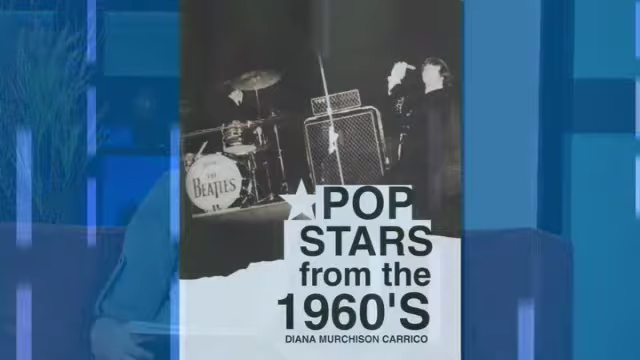 THE
BEATLES
POP
STARS
from the
1960'S
DIANA MURCHISON CARRICO